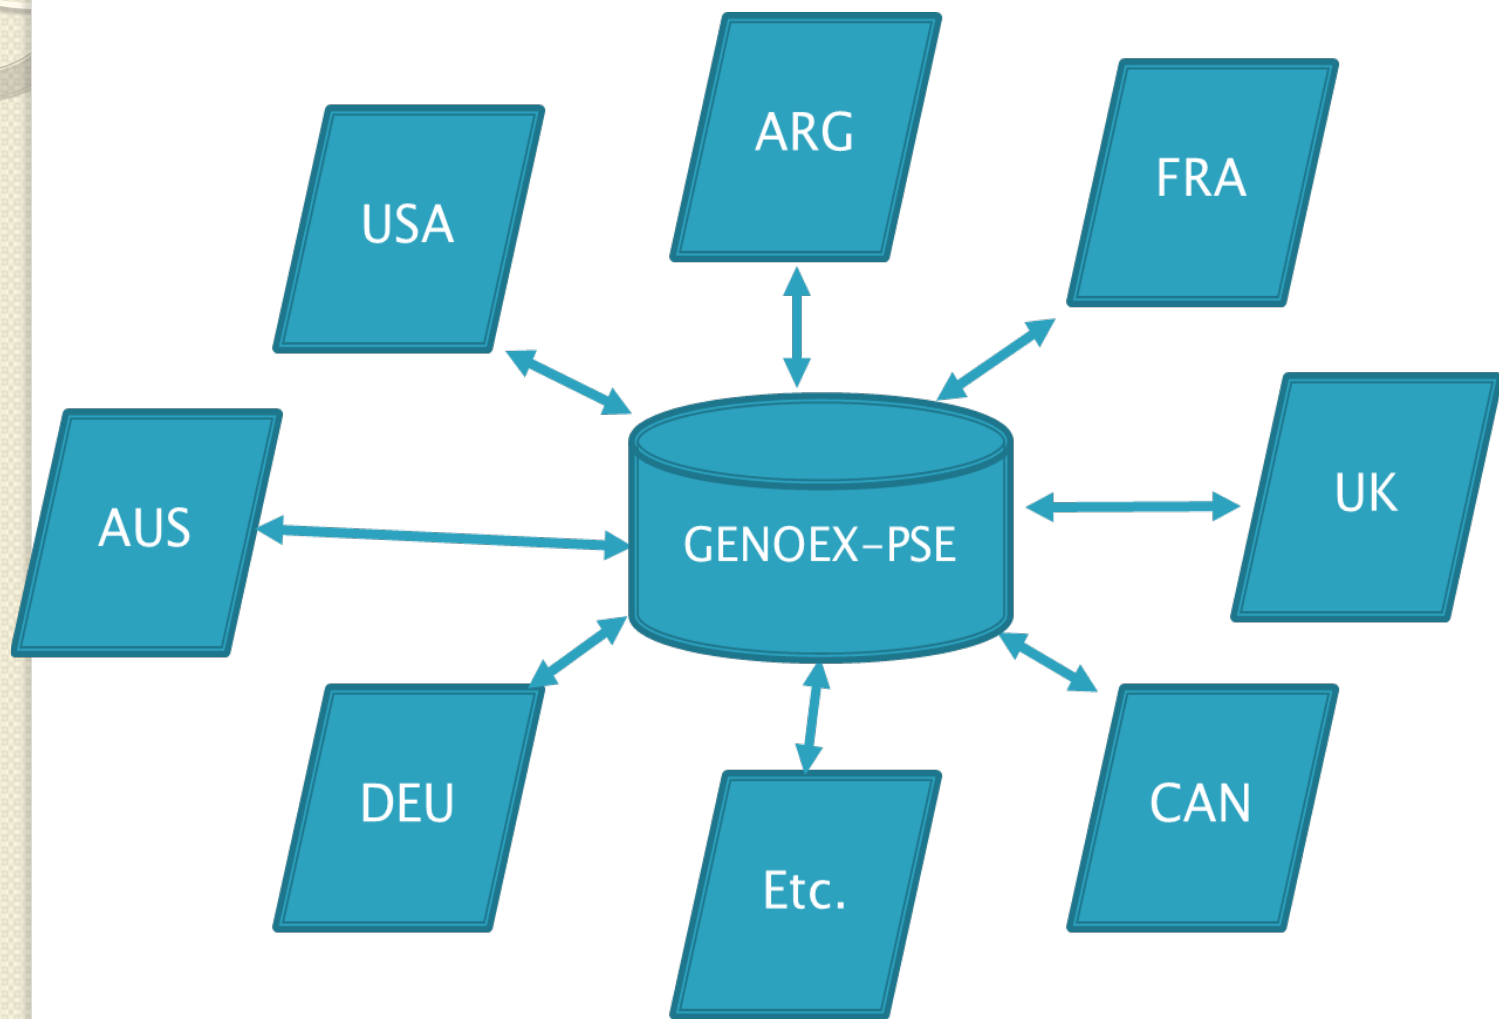 ARG
FRA
USA
UK
AUS
GENOEX-PSE
DEU
CAN
Etc.